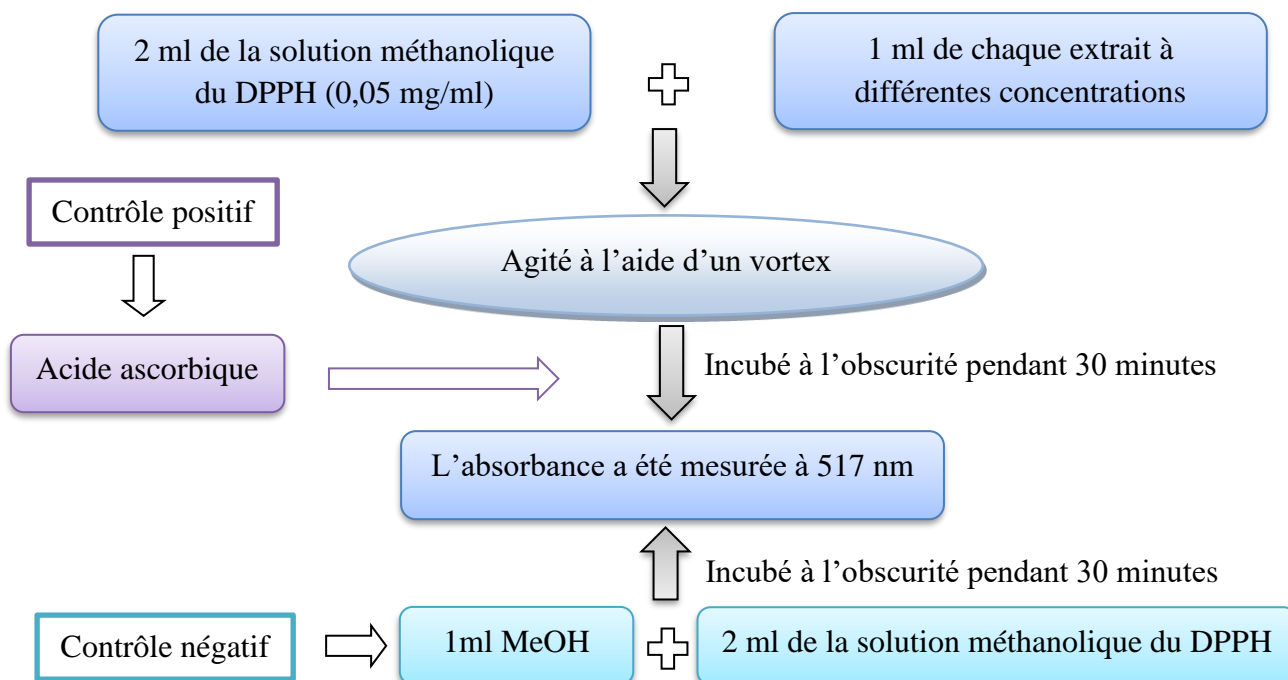 2 ml de la solution méthanolique
du DPPH (0,05 mg/ml)
1 ml de chaque extrait à
différentes concentrations
Contrôle positif
Agité à l’aide d’un vortex
Acide ascorbique
Incubé à l’obscurité pendant 30 minutes
L’absorbance a été mesurée à 517 nm
Incubé à l’obscurité pendant 30 minutes
Contrôle négatif
1ml MeOH
2 ml de la solution méthanolique du DPPH